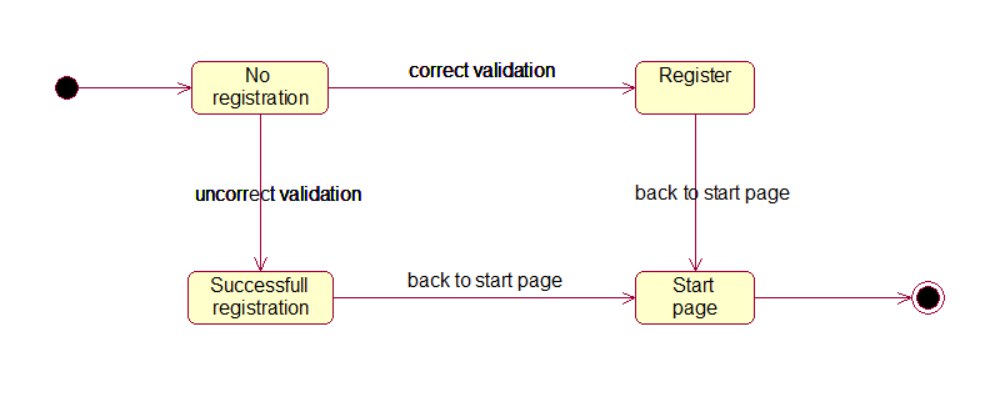 No
registration
correct validation
Register
uncorrect validation
back to start page
Successfull
registration
back to start page
Start
page